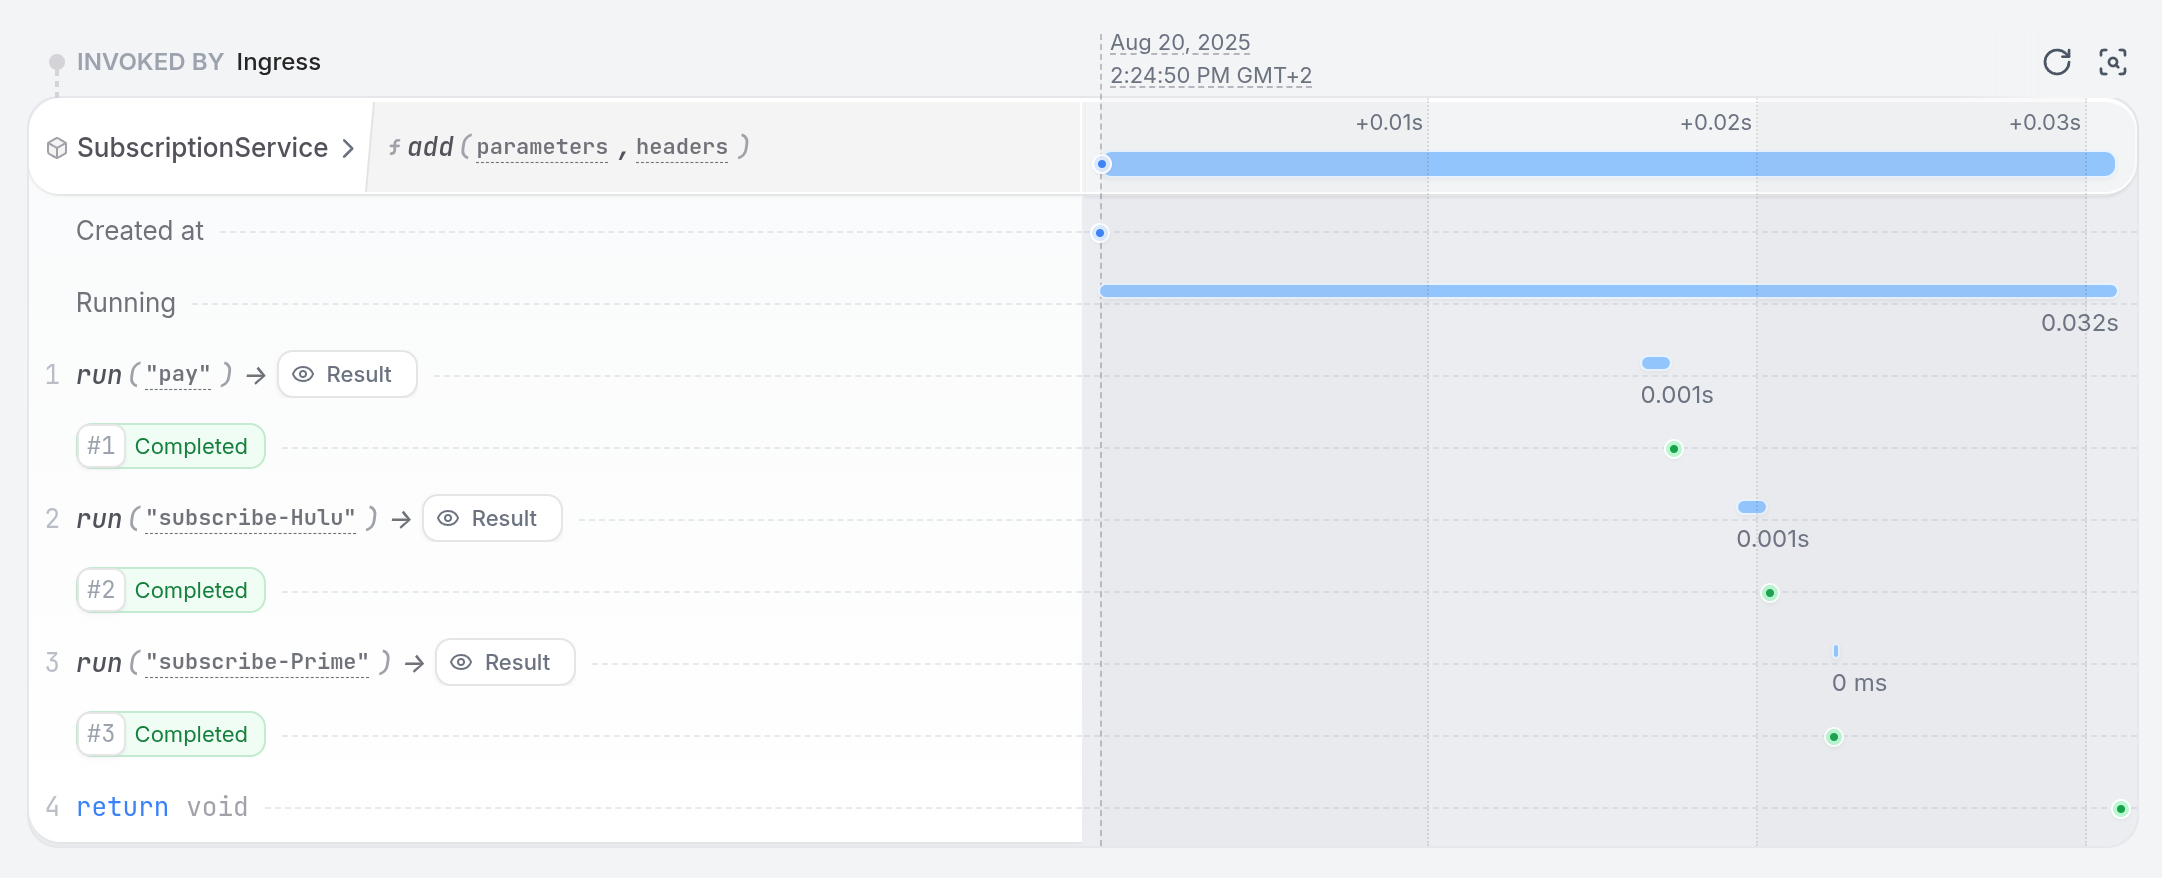 INVOKED BY Ingress
Aug 20, 2025
2:24:50 PM GMT+2
SubscriptionService
add(parameters, headers)
+0.01s +0.02s +0.03s
Created at
Running
0.032s
1 run("pay") → Result
0.001s
#1 Completed
2 run("subscribe-Hulu") → Result
0.001s
#2 Completed
3 run("subscribe-Prime") → Result
0 ms
#3 Completed
4 return void